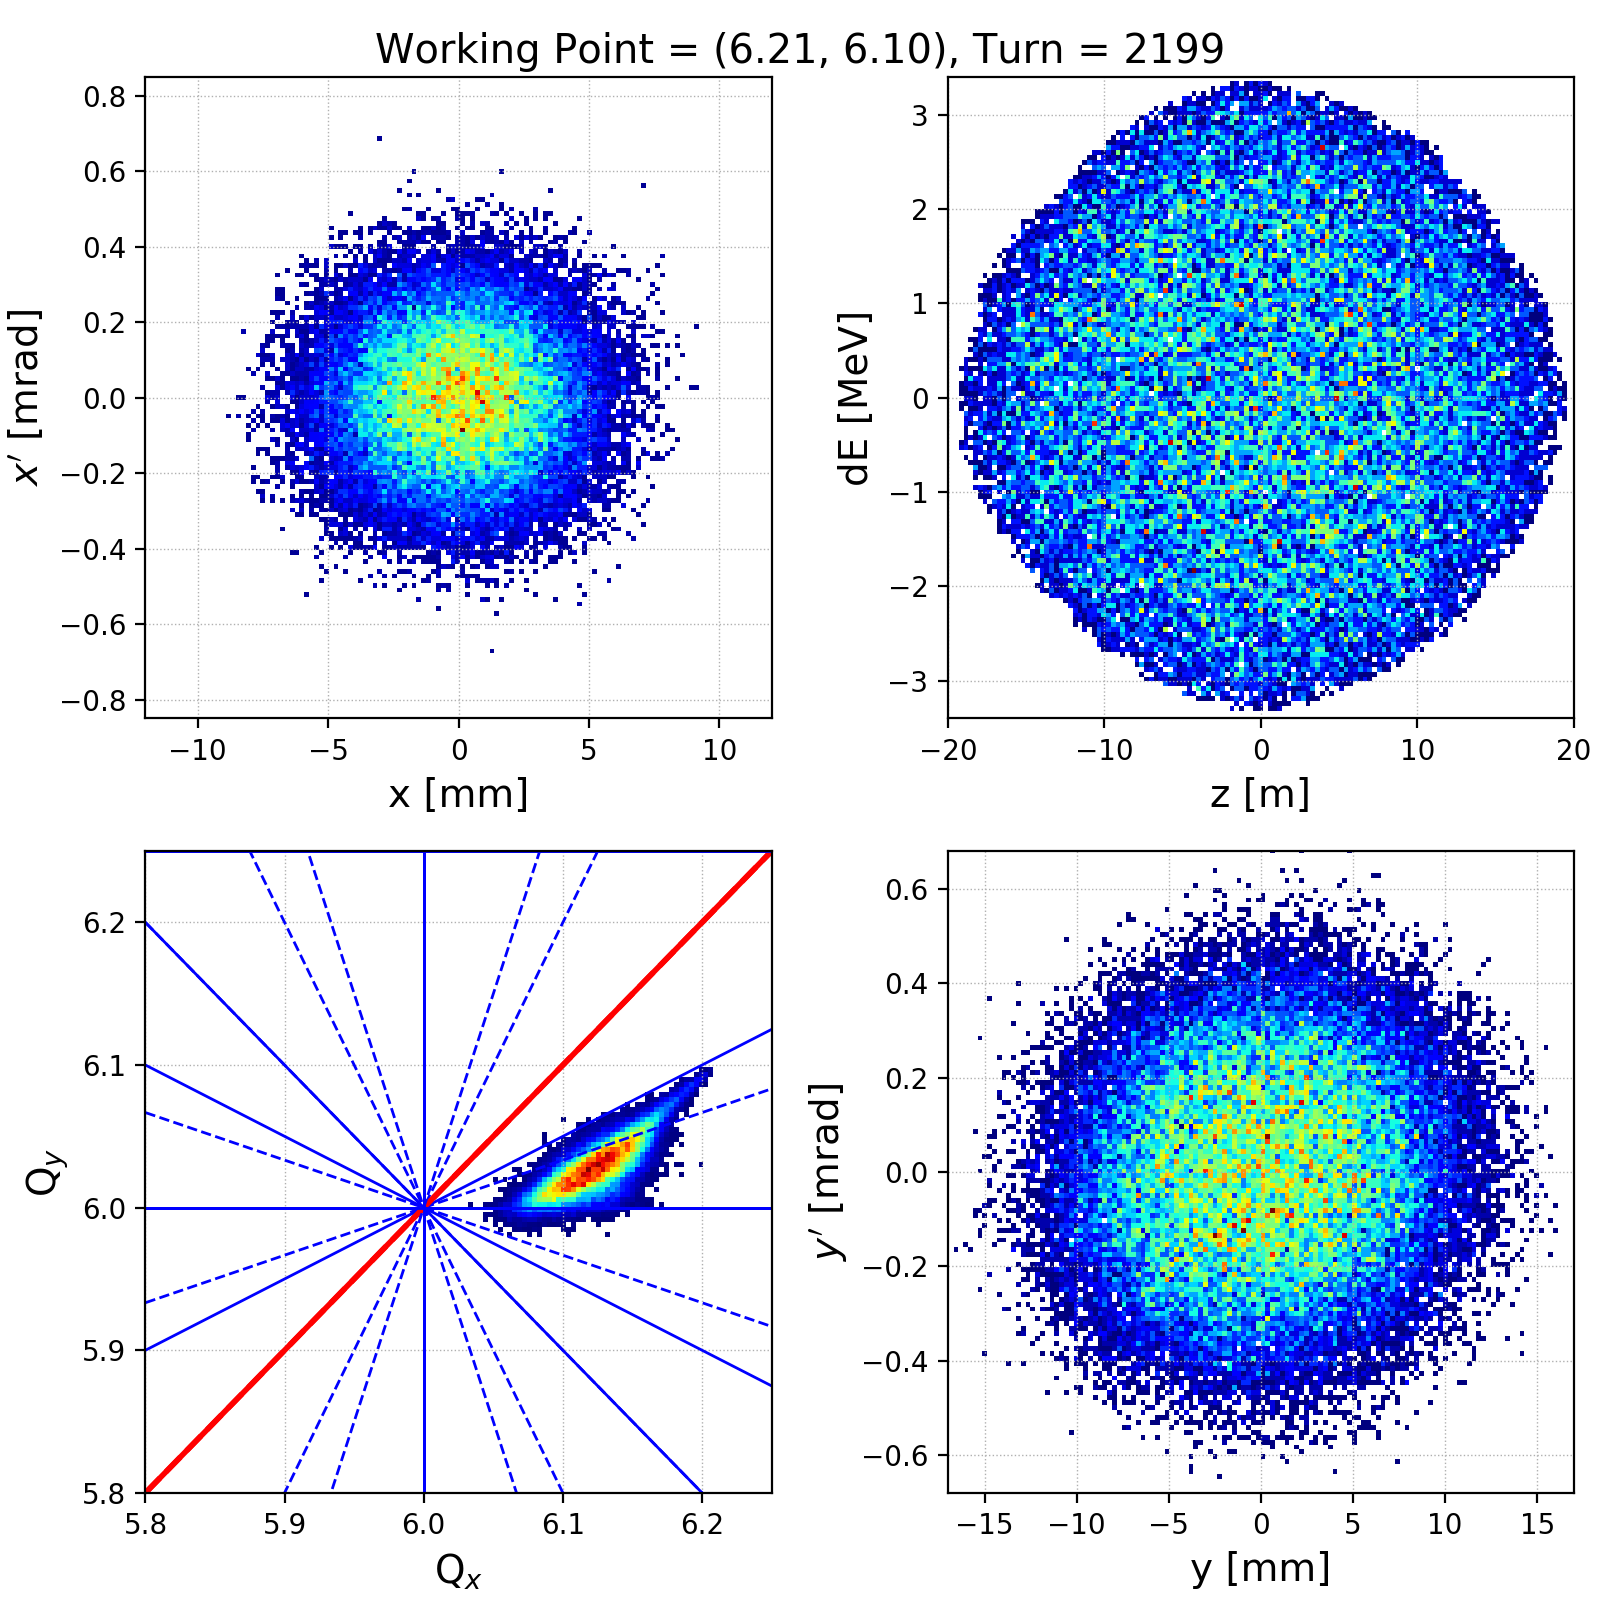 Working Point = (6.21, 6.10), Turn = 2199
0.8
0.6
0.4
0.2
0.0
−0.2
−0.4
−0.6
−0.8
x′ [mrad]
−10 −5 0 5 10
x [mm]
3
2
1
0
−1
−2
−3
dE [MeV]
−20 −10 0 10 20
z [m]
6.2
6.1
6.0
5.9
5.8
Qy
5.8 5.9 6.0 6.1 6.2
Qx
0.6
0.4
0.2
0.0
−0.2
−0.4
−0.6
y′ [mrad]
−15 −10 −5 0 5 10 15
y [mm]